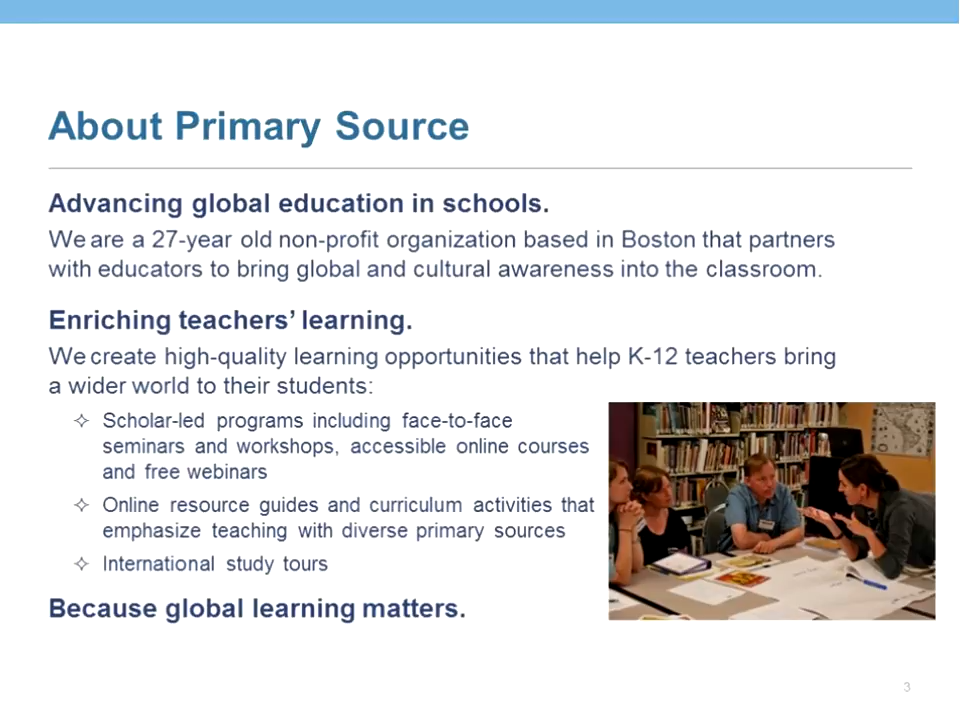 About Primary Source
Advancing global education in schools.
We are a 27-year old non-profit organization based in Boston that partners
with educators to bring global and cultural awareness into the classroom.
Enriching teachers' learning.
We create high-quality learning opportunities that help K-12 teachers bring
a wider world to their students:
✧ Scholar-led programs including face-to-face
seminars and workshops, accessible online courses
and free webinars
✧ Online resource guides and curriculum activities that
emphasize teaching with diverse primary sources
✧ International study tours
Because global learning matters.
3